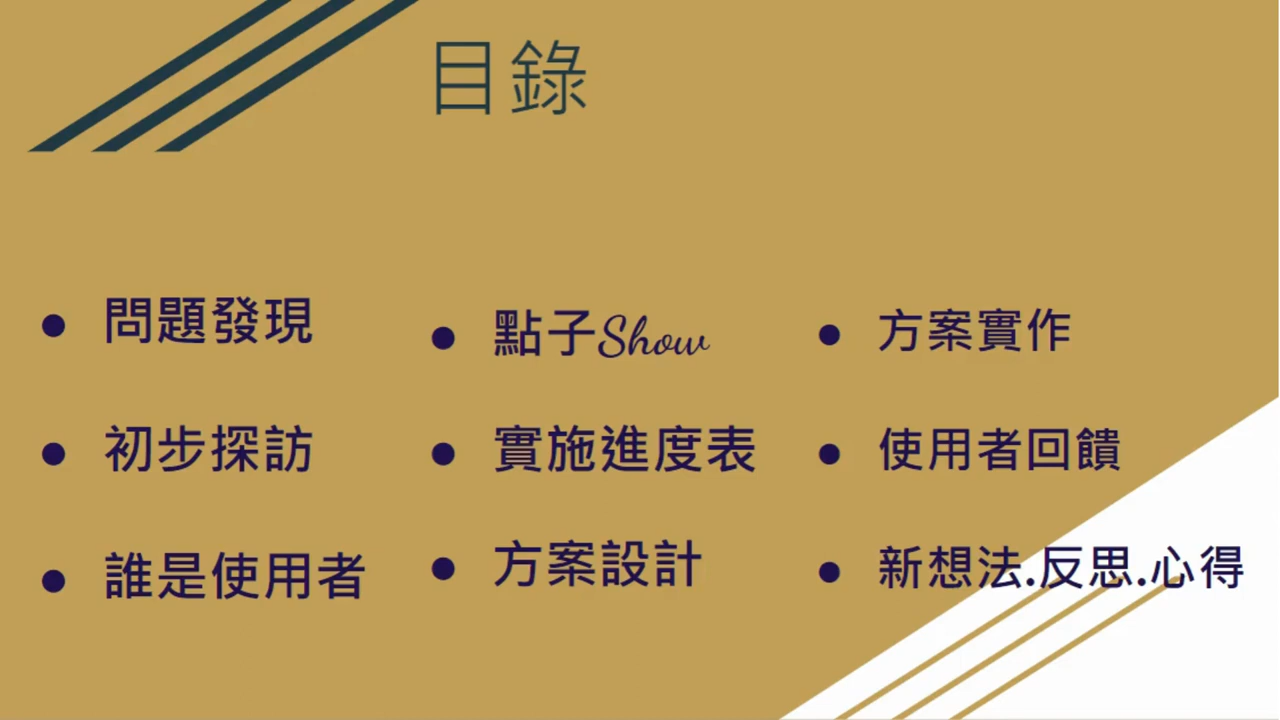 目錄
問題發現
初步探訪
誰是使用者
點子Show
實施進度表
方案設計
方案實作
使用者回饋
新想法.反思.心得